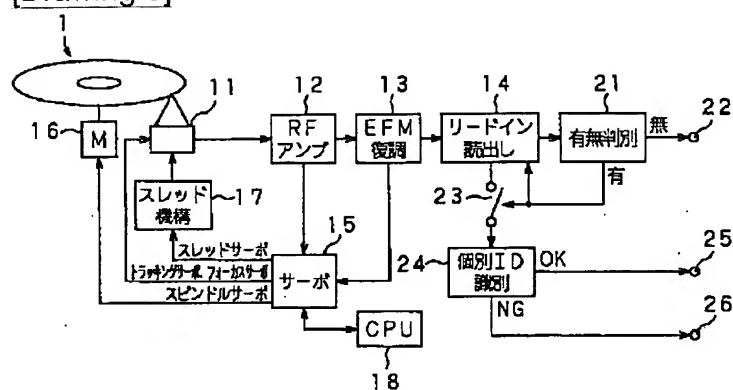 1
11
12
13
14
21
22
16
M
RF
アンプ
EFM
復調
リードイン
読出し
有無判別
無
有
スレッド
機構
17
23
15
スレッドサーボ
トラッキングサーボ、フォーカスサーボ
スピンドルサーボ
サーボ
24
個別ID
識別
OK
25
NG
26
CPU
18